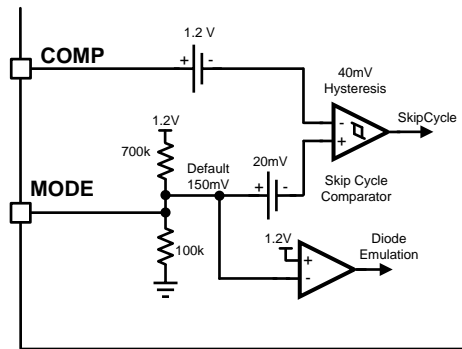 1.2 V
COMP
+ -
40mV
Hysteresis
SkipCycle
-
+
1.2V
700k
Default
150mV
20mV
+ -
Skip Cycle
Comparator
MODE
100k
1.2V
+
-
Diode
Emulation